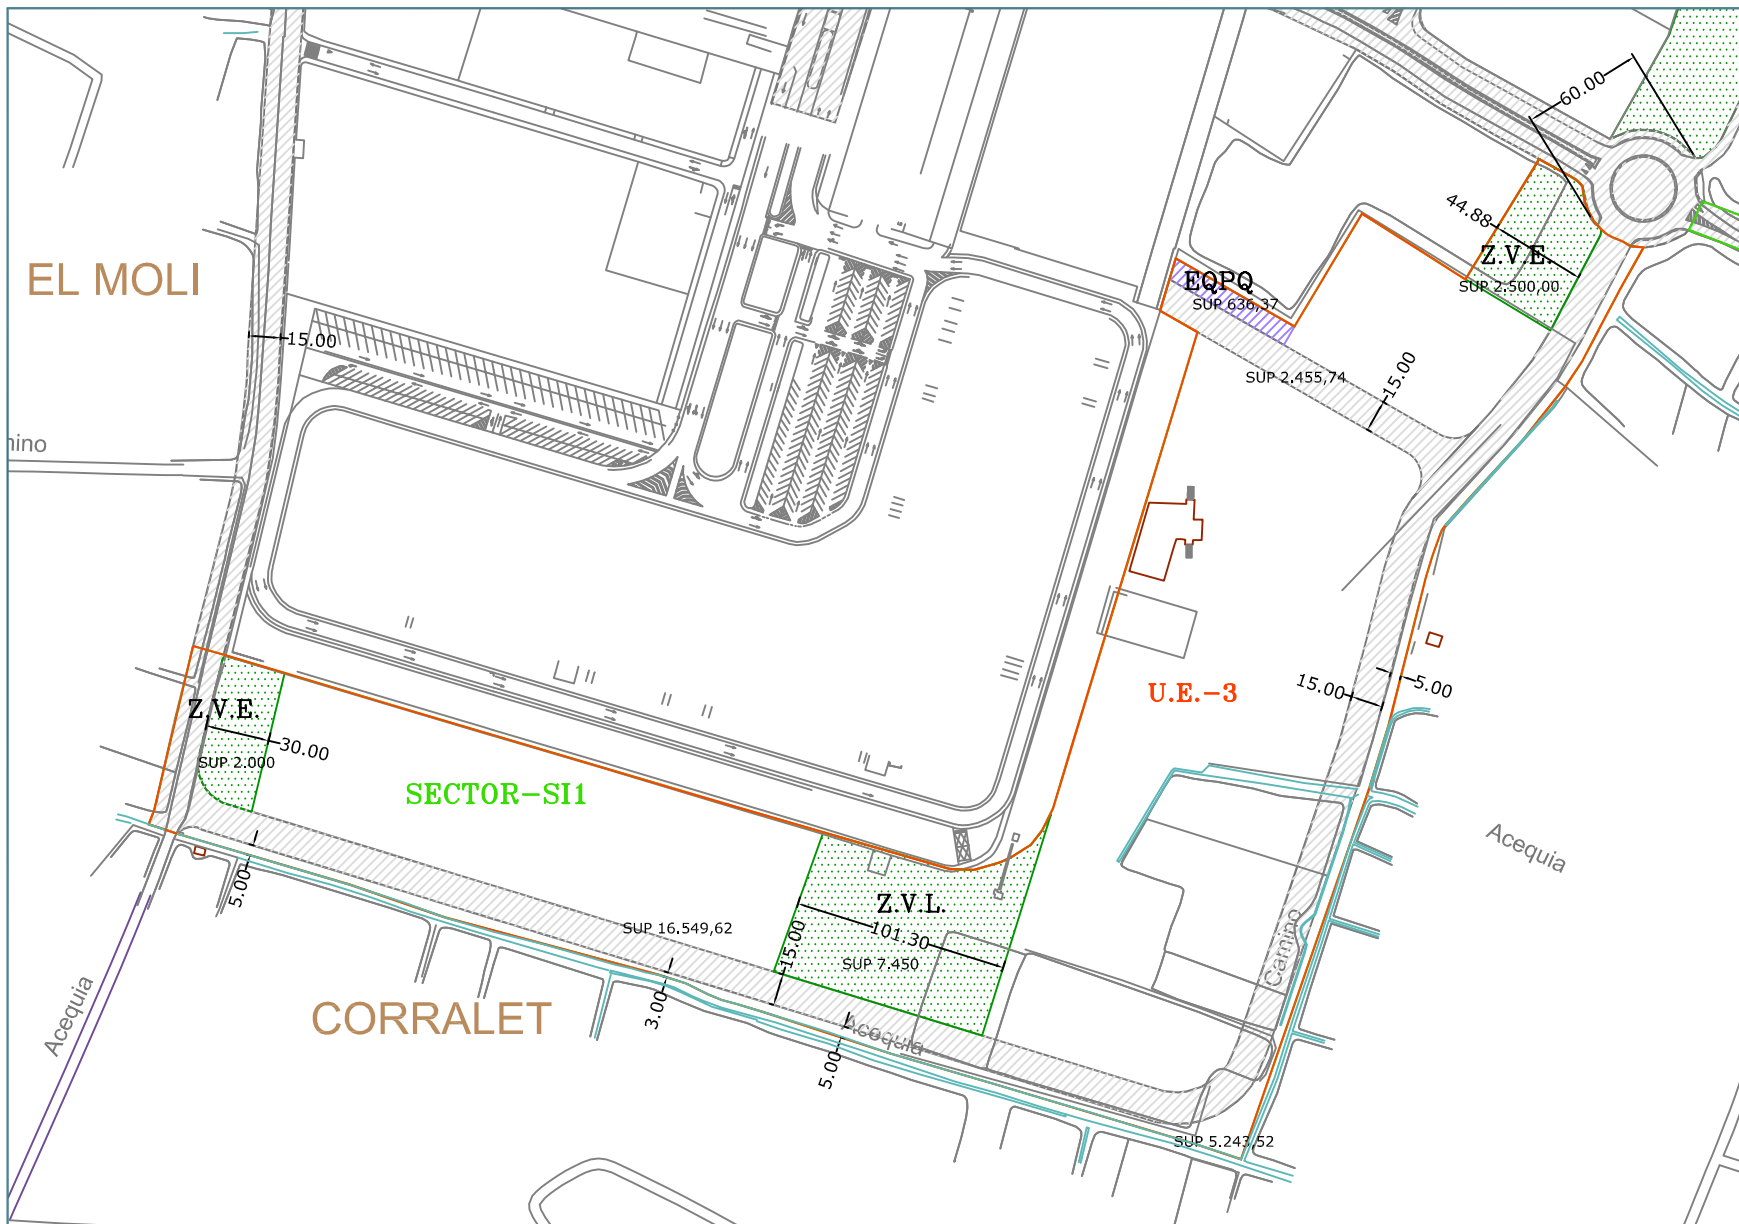 60.00
44.88
Z.V.E.
SUP 2.500,00
EL MOLI
EQPQ
SUP 636,37
15.00
SUP 2.455,74
15.00
U.E.-3
15.00
5.00
Z.V.E.
30.00
SUP 2.000
SECTOR-SI1
Acequia
5.00
Z.V.L.
101.30
SUP 16.549,62
15.00
SUP 7.450
Camino
Acequia
CORRALET
3.00
Acequia
5.00
SUP 5.243,52